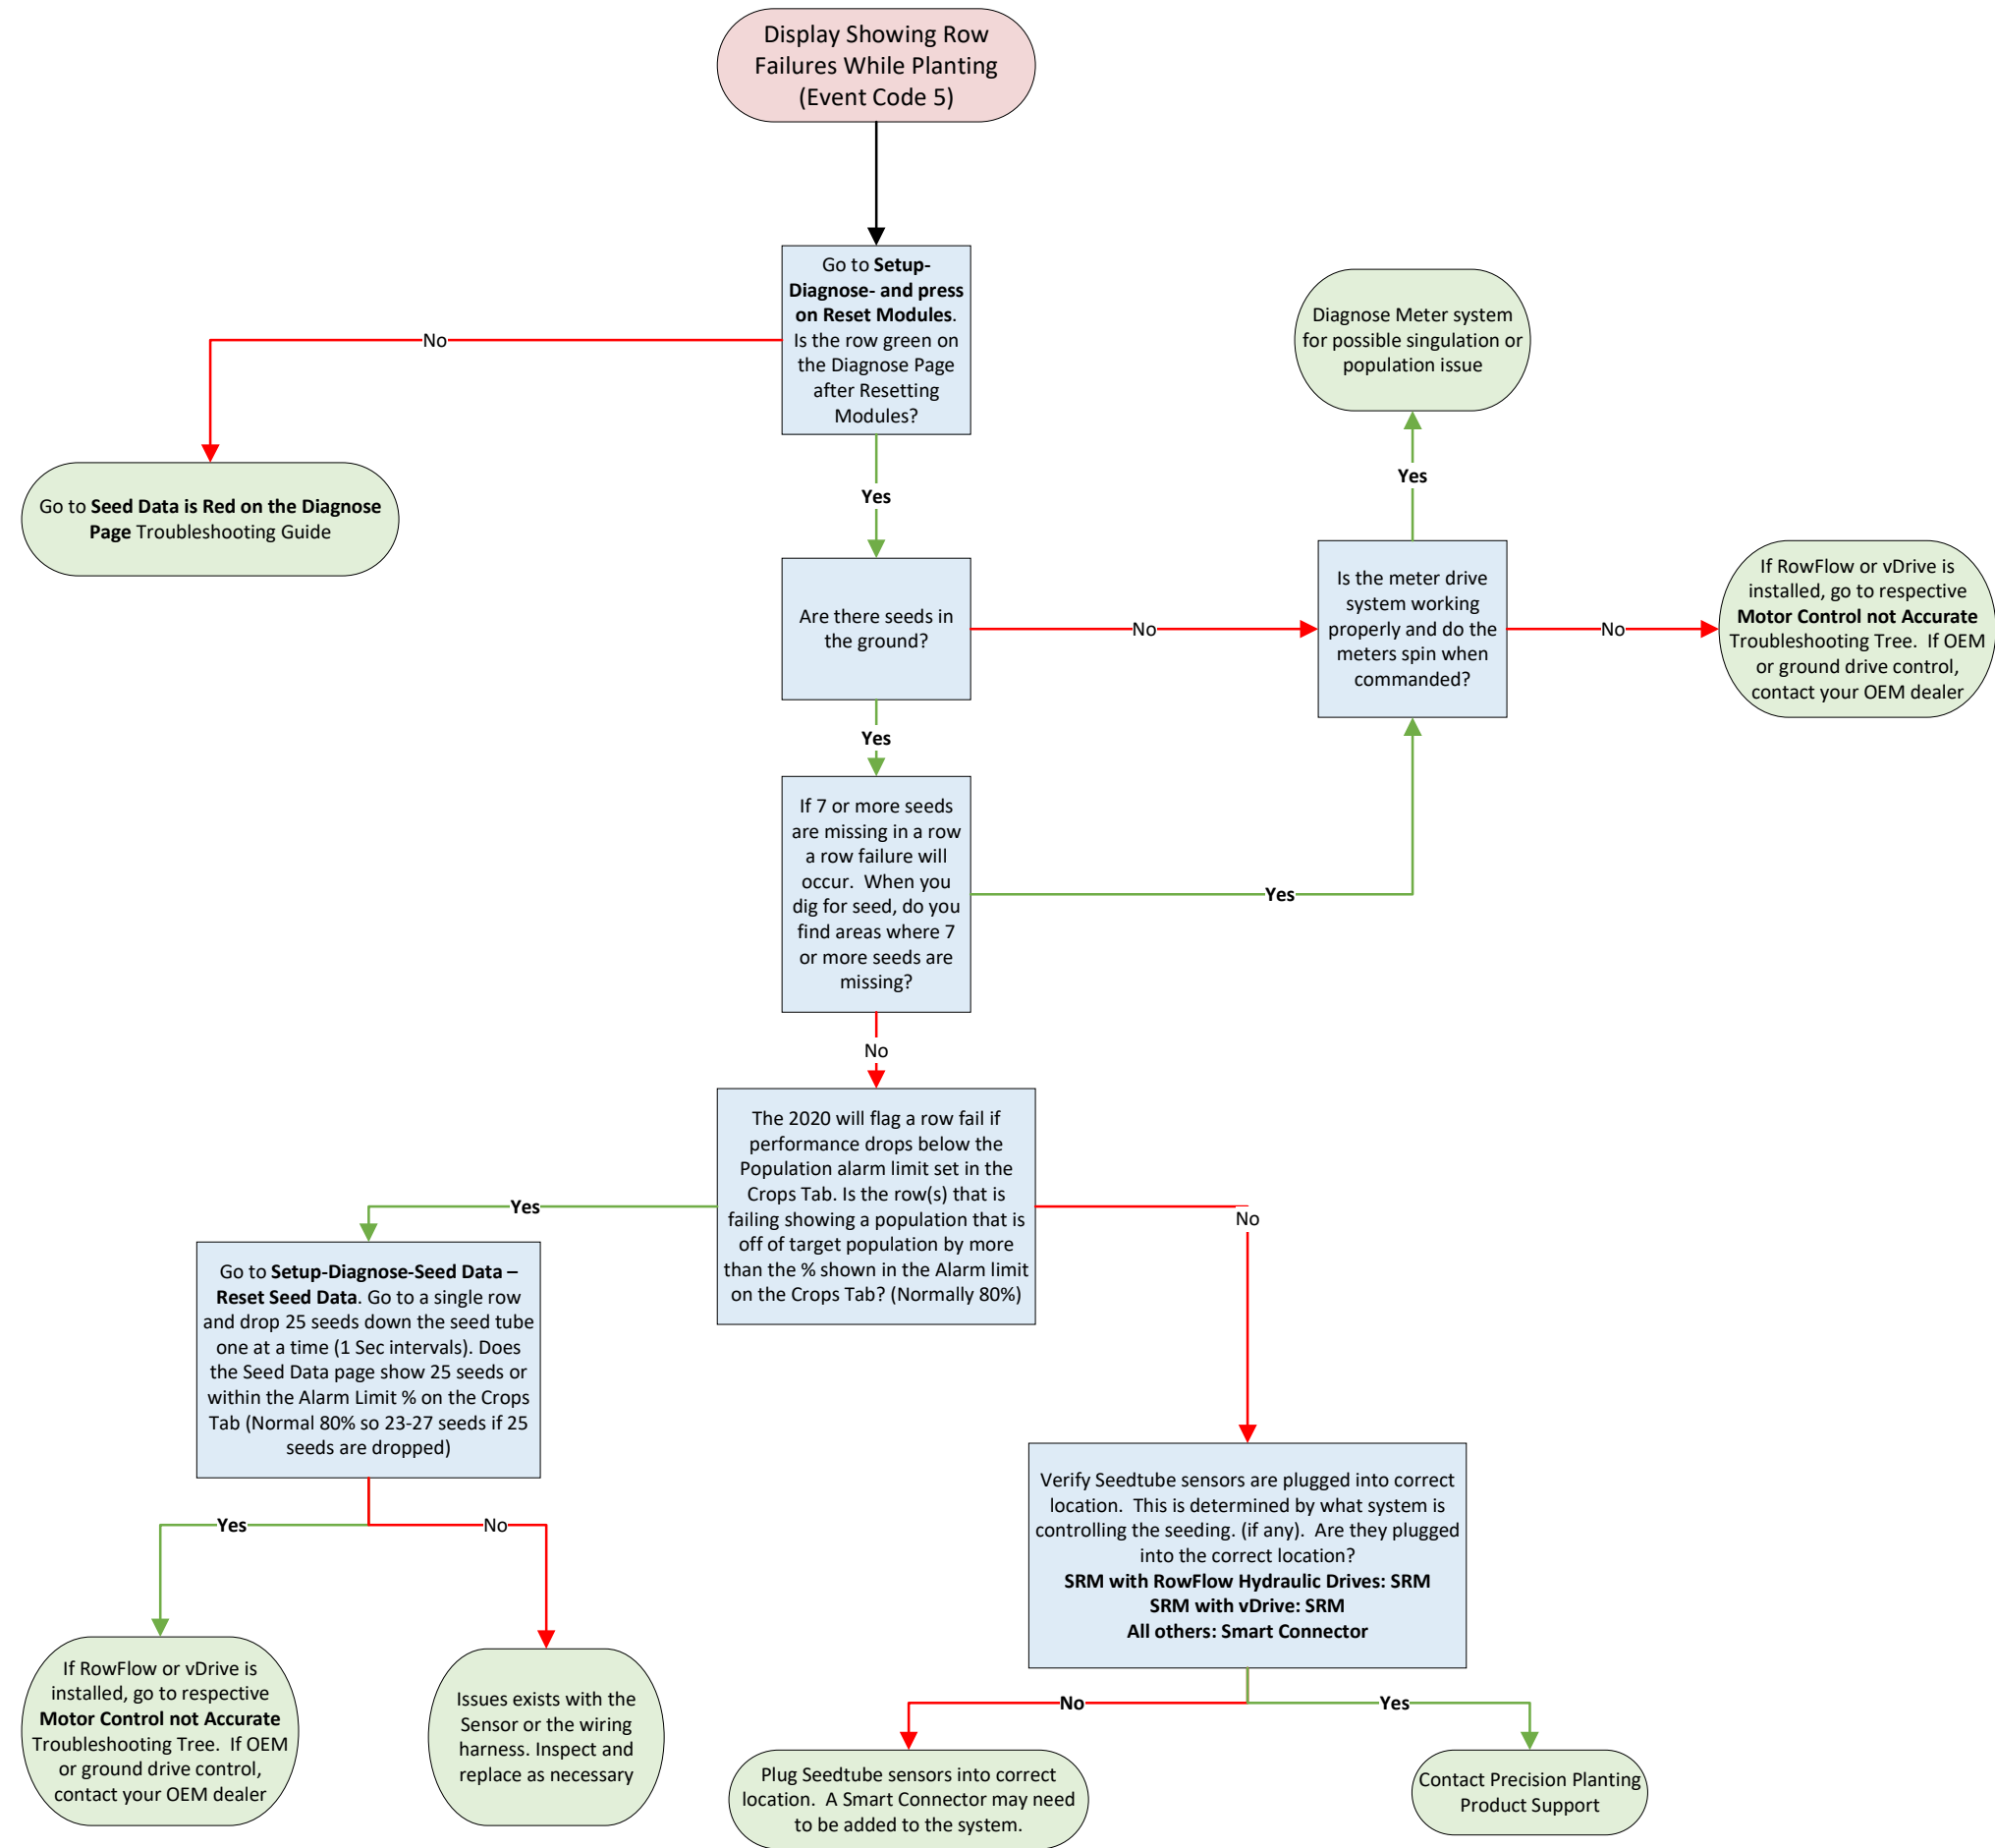 Display Showing Row
Failures While Planting
(Event Code 5)
Go to Setup-
Diagnose- and press
on Reset Modules.
Is the row green on
the Diagnose Page
after Resetting
Modules?
No
Go to Seed Data is Red on the Diagnose
Page Troubleshooting Guide
Yes
Are there seeds in
the ground?
No
Is the meter drive
system working
properly and do the
meters spin when
commanded?
Yes
Diagnose Meter system
for possible singulation or
population issue
No
If RowFlow or vDrive is
installed, go to respective
Motor Control not Accurate
Troubleshooting Tree.  If OEM
or ground drive control,
contact your OEM dealer
Yes
If 7 or more seeds
are missing in a row
a row failure will
occur.  When you
dig for seed, do you
find areas where 7
or more seeds are
missing?
Yes
No
The 2020 will flag a row fail if
performance drops below the
Population alarm limit set in the
Crops Tab. Is the row(s) that is
failing showing a population that is
off of target population by more
than the % shown in the Alarm limit
on the Crops Tab? (Normally 80%)
Yes
Go to Setup-Diagnose-Seed Data –
Reset Seed Data. Go to a single row
and drop 25 seeds down the seed tube
one at a time (1 Sec intervals). Does
the Seed Data page show 25 seeds or
within the Alarm Limit % on the Crops
Tab (Normal 80% so 23-27 seeds if 25
seeds are dropped)
Yes
If RowFlow or vDrive is
installed, go to respective
Motor Control not Accurate
Troubleshooting Tree.  If OEM
or ground drive control,
contact your OEM dealer
No
Issues exists with the
Sensor or the wiring
harness. Inspect and
replace as necessary
No
Verify Seedtube sensors are plugged into correct
location.  This is determined by what system is
controlling the seeding. (if any).  Are they plugged
into the correct location?
SRM with RowFlow Hydraulic Drives: SRM
SRM with vDrive: SRM
All others: Smart Connector
No
Plug Seedtube sensors into correct
location.  A Smart Connector may need
to be added to the system.
Yes
Contact Precision Planting
Product Support